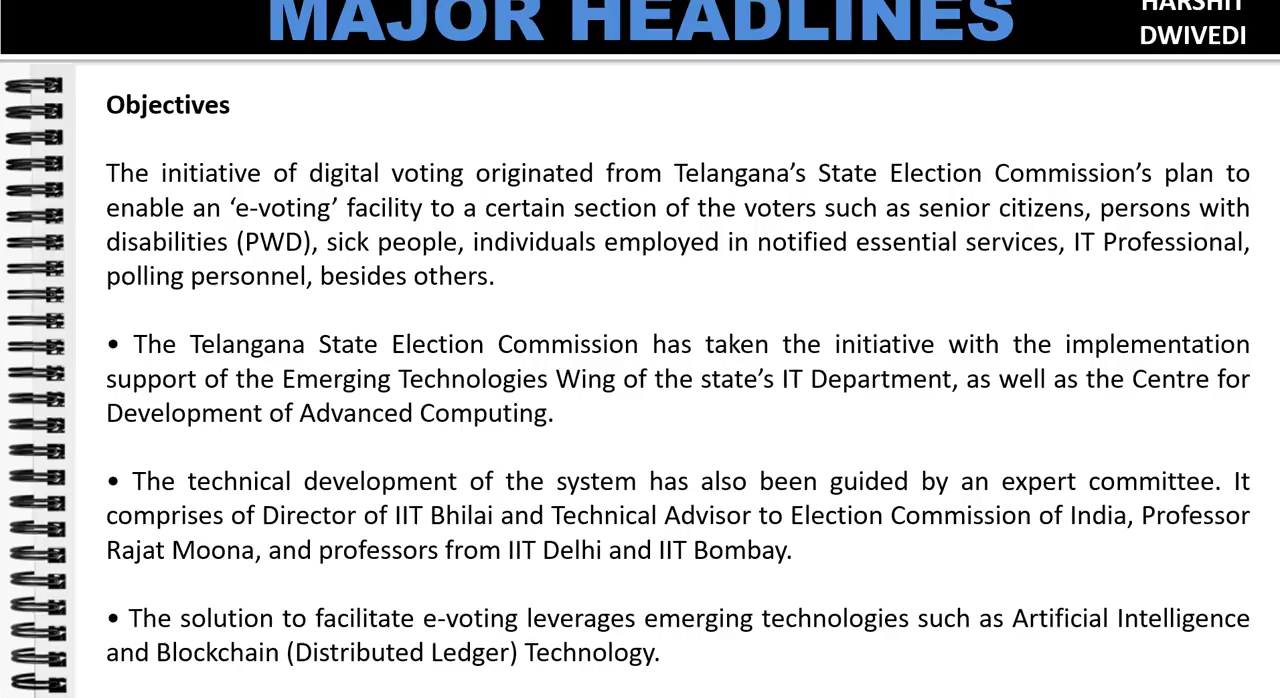 MAJOR HEADLINES
HARSHIT
DWIVEDI
Objectives
The initiative of digital voting originated from Telangana’s State Election Commission’s plan to
enable an ‘e-voting’ facility to a certain section of the voters such as senior citizens, persons with
disabilities (PWD), sick people, individuals employed in notified essential services, IT Professional,
polling personnel, besides others.
• The Telangana State Election Commission has taken the initiative with the implementation
support of the Emerging Technologies Wing of the state’s IT Department, as well as the Centre for
Development of Advanced Computing.
• The technical development of the system has also been guided by an expert committee. It
comprises of Director of IIT Bhilai and Technical Advisor to Election Commission of India, Professor
Rajat Moona, and professors from IIT Delhi and IIT Bombay.
• The solution to facilitate e-voting leverages emerging technologies such as Artificial Intelligence
and Blockchain (Distributed Ledger) Technology.